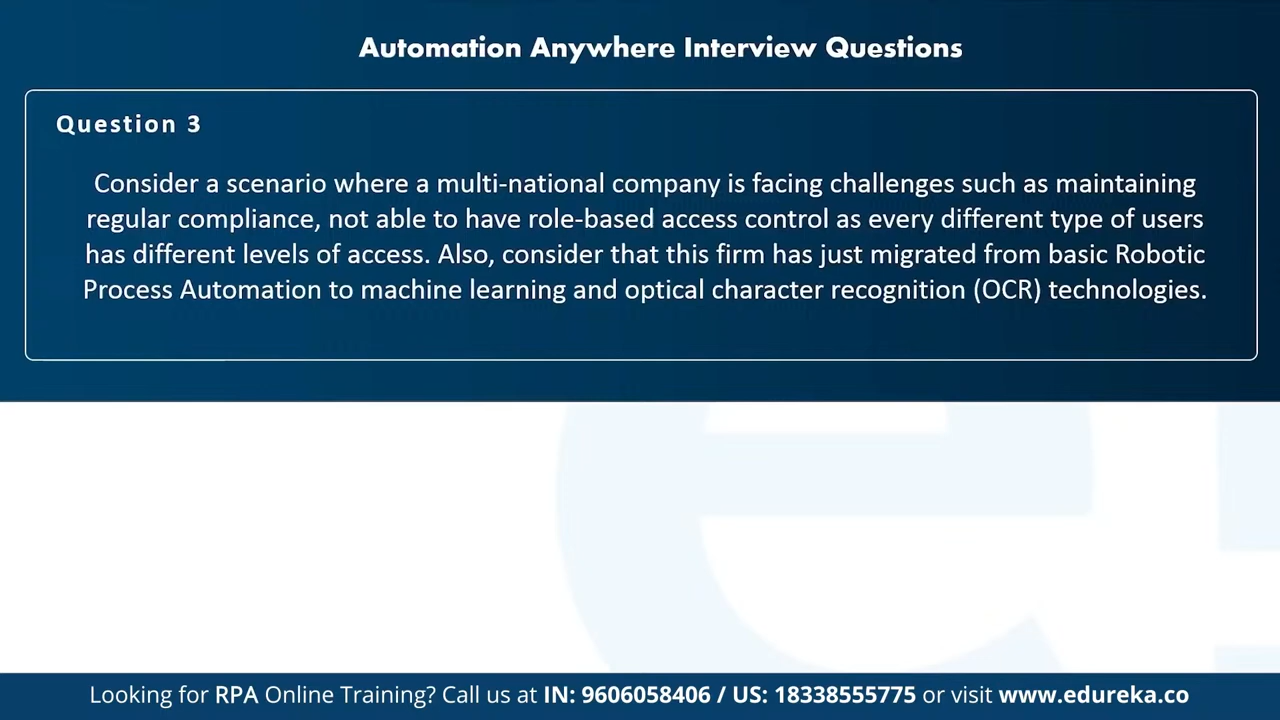 Automation Anywhere Interview Questions
Question 3
Consider a scenario where a multi-national company is facing challenges such as maintaining
regular compliance, not able to have role-based access control as every different type of users
has different levels of access. Also, consider that this firm has just migrated from basic Robotic
Process Automation to machine learning and optical character recognition (OCR) technologies.
Looking for RPA Online Training? Call us at IN: 9606058406 / US: 18338555775 or visit www.edureka.co